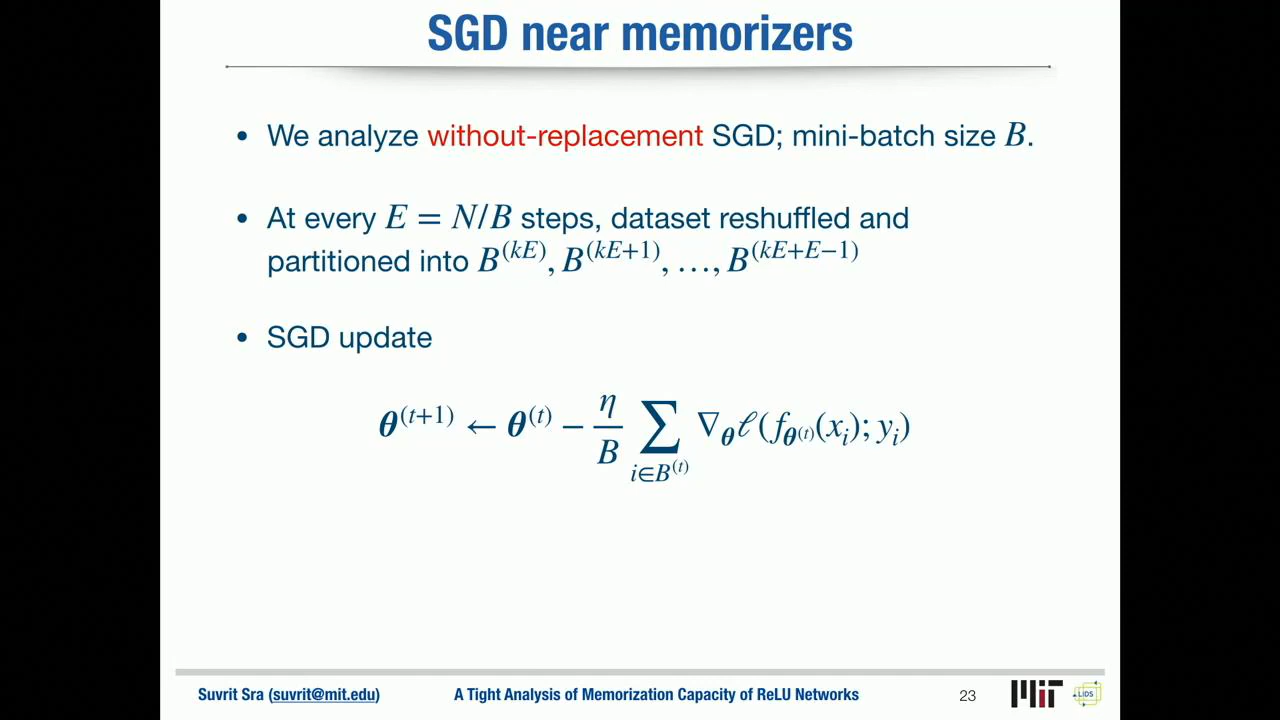 SGD near memorizers
• We analyze without-replacement SGD; mini-batch size B.
• At every E = N/B steps, dataset reshuffled and
partitioned into B^(kE), B^(kE+1), …, B^(kE+E−1)
• SGD update
θ^(t+1) ← θ^(t) − η/B ∑_{i∈B^(t)} ∇_θ ℓ(f_{θ^(t)}(x_i); y_i)
Suvrit Sra (suvrit@mit.edu) A Tight Analysis of Memorization Capacity of ReLU Networks 23 MIT LIDS